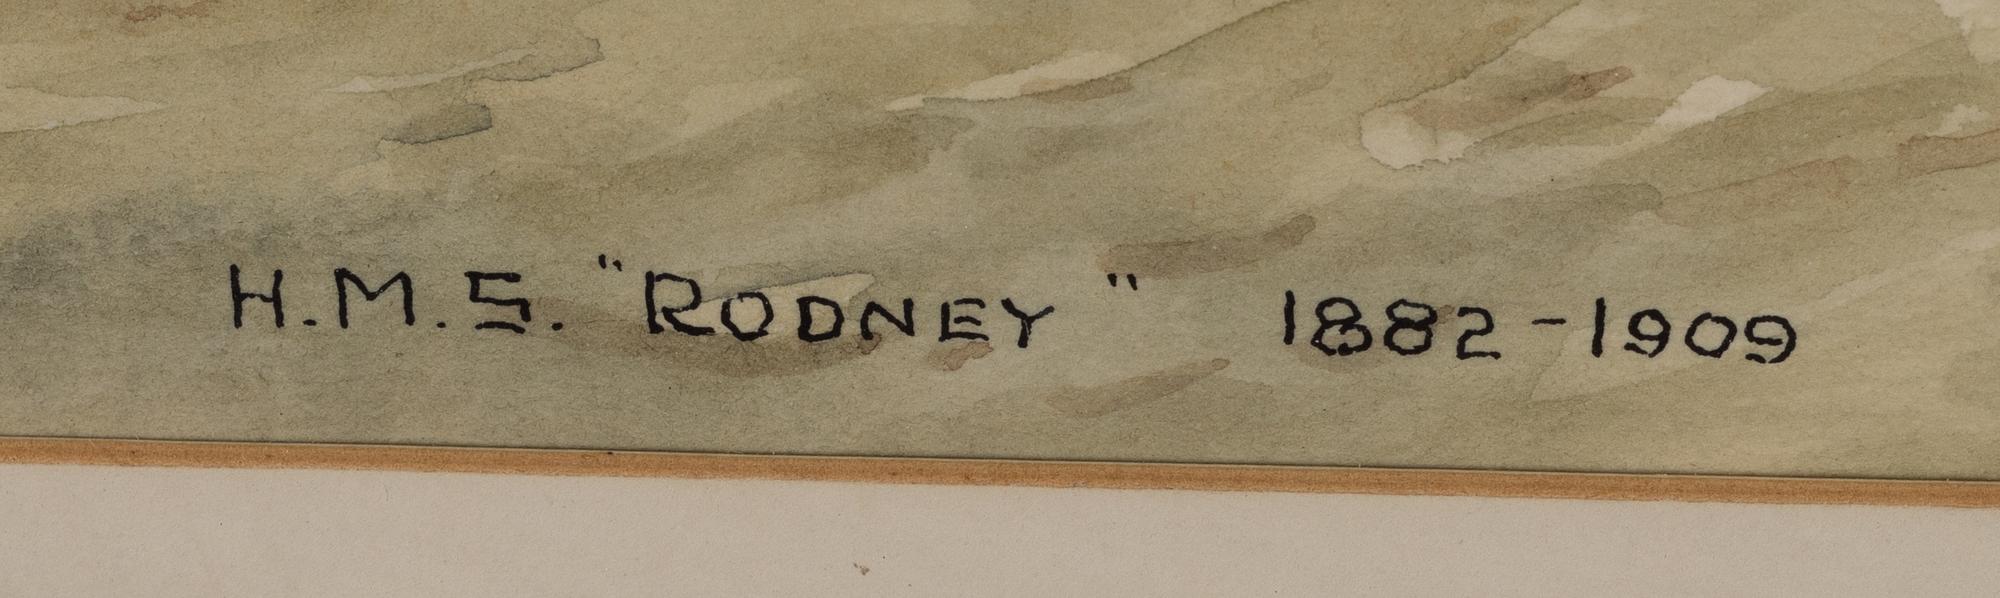 H.M.S. "RODNEY" 1882-1909